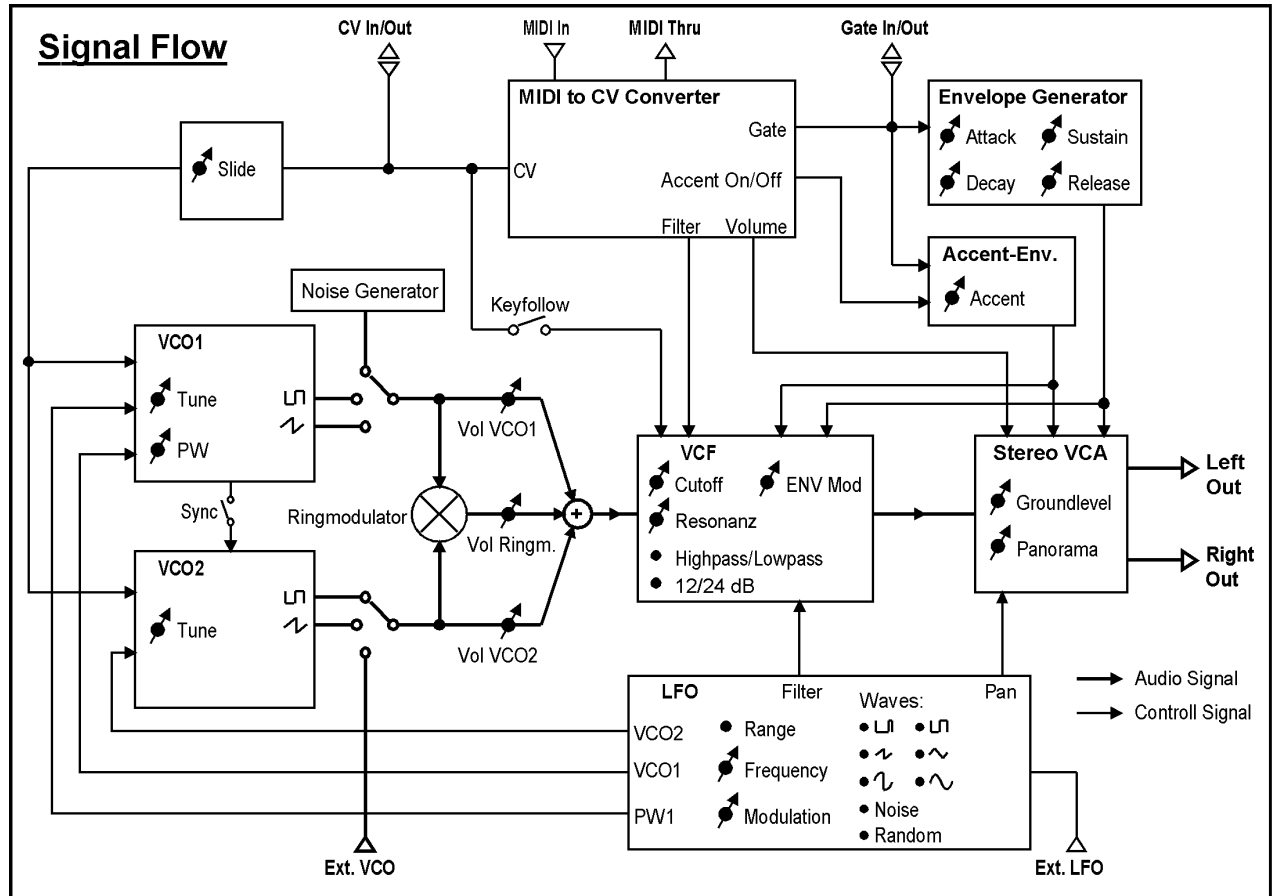 Signal Flow
CV In/Out
MIDI In
MIDI Thru
Gate In/Out
MIDI to CV Converter
Gate
CV
Accent On/Off
Filter
Volume
Envelope Generator
Attack
Sustain
Decay
Release
Slide
Accent-Env.
Accent
Noise Generator
Keyfollow
VCO1
Tune
PW
Vol VCO1
Sync
Ringmodulator
Vol Ringm.
+
VCO2
Tune
Vol VCO2
VCF
Cutoff
ENV Mod
Resonanz
Highpass/Lowpass
12/24 dB
Stereo VCA
Groundlevel
Panorama
Left
Out
Right
Out
LFO
Filter
Pan
Waves:
VCO2
Range
VCO1
Frequency
PW1
Modulation
Noise
Random
Audio Signal
Controll Signal
Ext. VCO
Ext. LFO